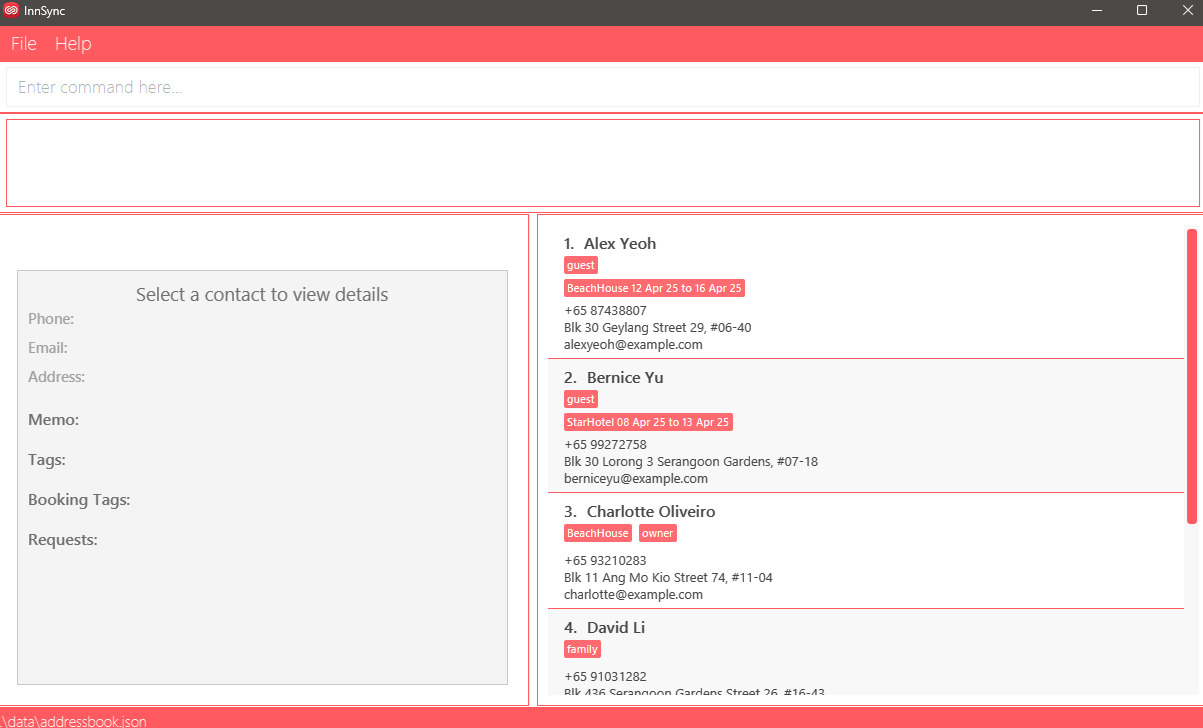 InnSync
File Help
Enter command here...
Select a contact to view details
Phone:
Email:
Address:
Memo:
Tags:
Booking Tags:
Requests:
1. Alex Yeoh
guest
BeachHouse 12 Apr 25 to 16 Apr 25
+65 87438807
Blk 30 Geylang Street 29, #06-40
alexyeoh@example.com
2. Bernice Yu
guest
StarHotel 08 Apr 25 to 13 Apr 25
+65 99272758
Blk 30 Lorong 3 Serangoon Gardens, #07-18
berniceyu@example.com
3. Charlotte Oliveiro
BeachHouse owner
+65 93210283
Blk 11 Ang Mo Kio Street 74, #11-04
charlotte@example.com
4. David Li
family
+65 91031282
Blk 436 Serangoon Gardens Street 26, #16-43
.\data\addressbook.json